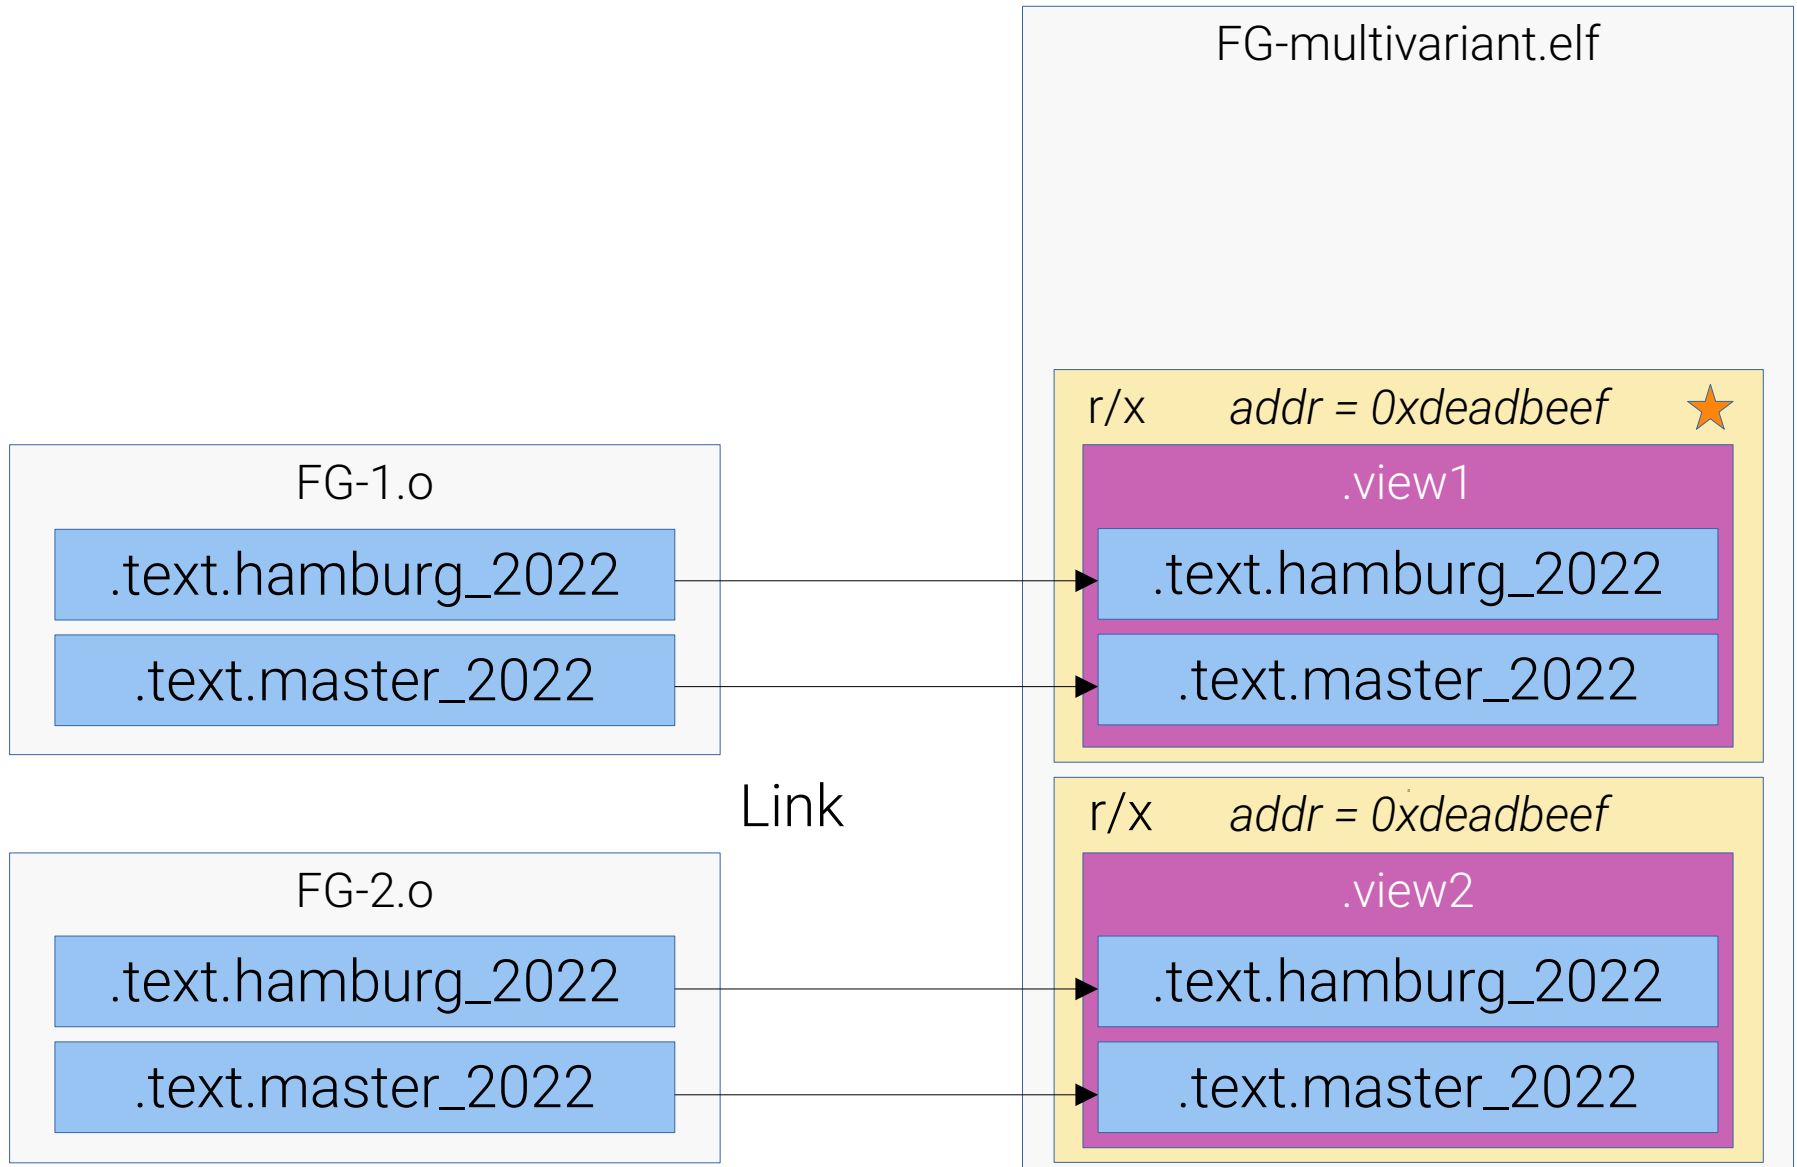 FG-multivariant.elf
r/x addr = 0xdeadbeef
FG-1.o
.view1
.text.hamburg_2022
.text.hamburg_2022
.text.master_2022
.text.master_2022
Link
r/x addr = 0xdeadbeef
FG-2.o
.view2
.text.hamburg_2022
.text.hamburg_2022
.text.master_2022
.text.master_2022